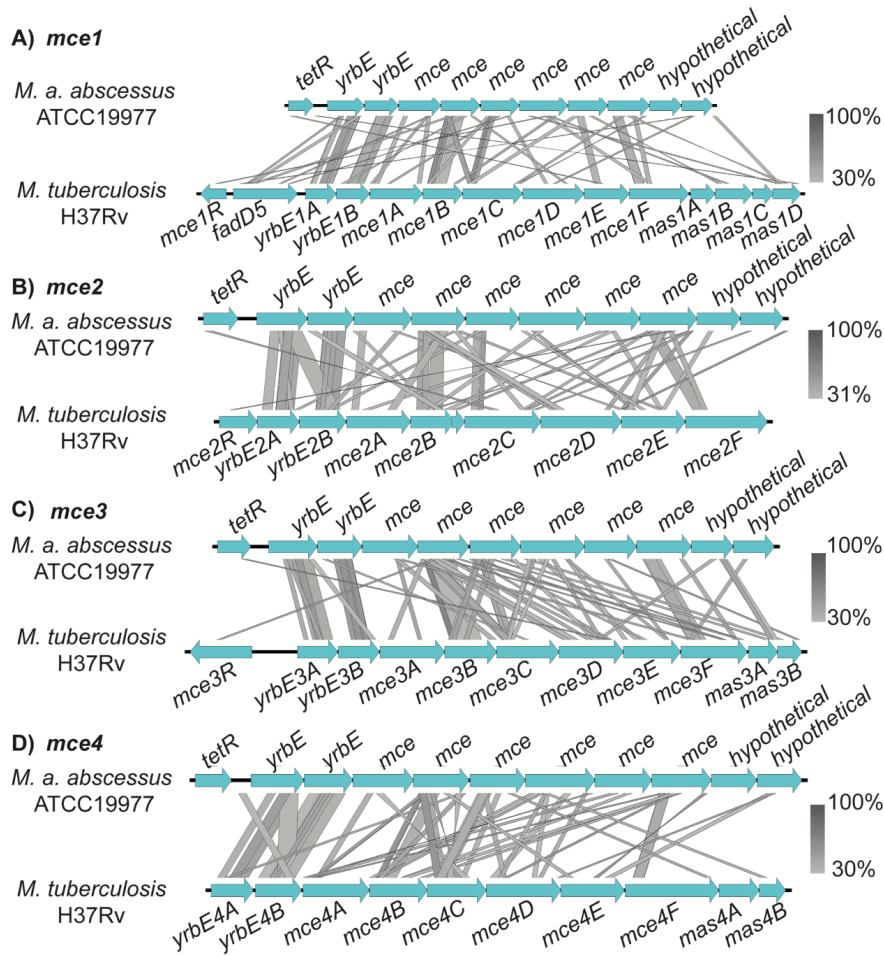 A) mce1
tetR yrbE yrbE mce mce mce mce mce mce hypothetical hypothetical
M. a. abscessus
ATCC19977
100%
30%
M. tuberculosis
H37Rv
mce1R fadD5 yrbE1A yrbE1B mce1A mce1B mce1C mce1D mce1E mce1F mas1A mas1B mas1C mas1D
B) mce2
tetR yrbE yrbE mce mce mce mce mce mce hypothetical hypothetical
M. a. abscessus
ATCC19977
100%
31%
M. tuberculosis
H37Rv
mce2R yrbE2A yrbE2B mce2A mce2B mce2C mce2D mce2E mce2F
C) mce3
tetR yrbE yrbE mce mce mce mce mce mce hypothetical hypothetical
M. a. abscessus
ATCC19977
100%
30%
M. tuberculosis
H37Rv
mce3R yrbE3A yrbE3B mce3A mce3B mce3C mce3D mce3E mce3F mas3A mas3B
D) mce4
tetR yrbE yrbE mce mce mce mce mce mce hypothetical hypothetical
M. a. abscessus
ATCC19977
100%
30%
M. tuberculosis
H37Rv
yrbE4A yrbE4B mce4A mce4B mce4C mce4D mce4E mce4F mas4A mas4B